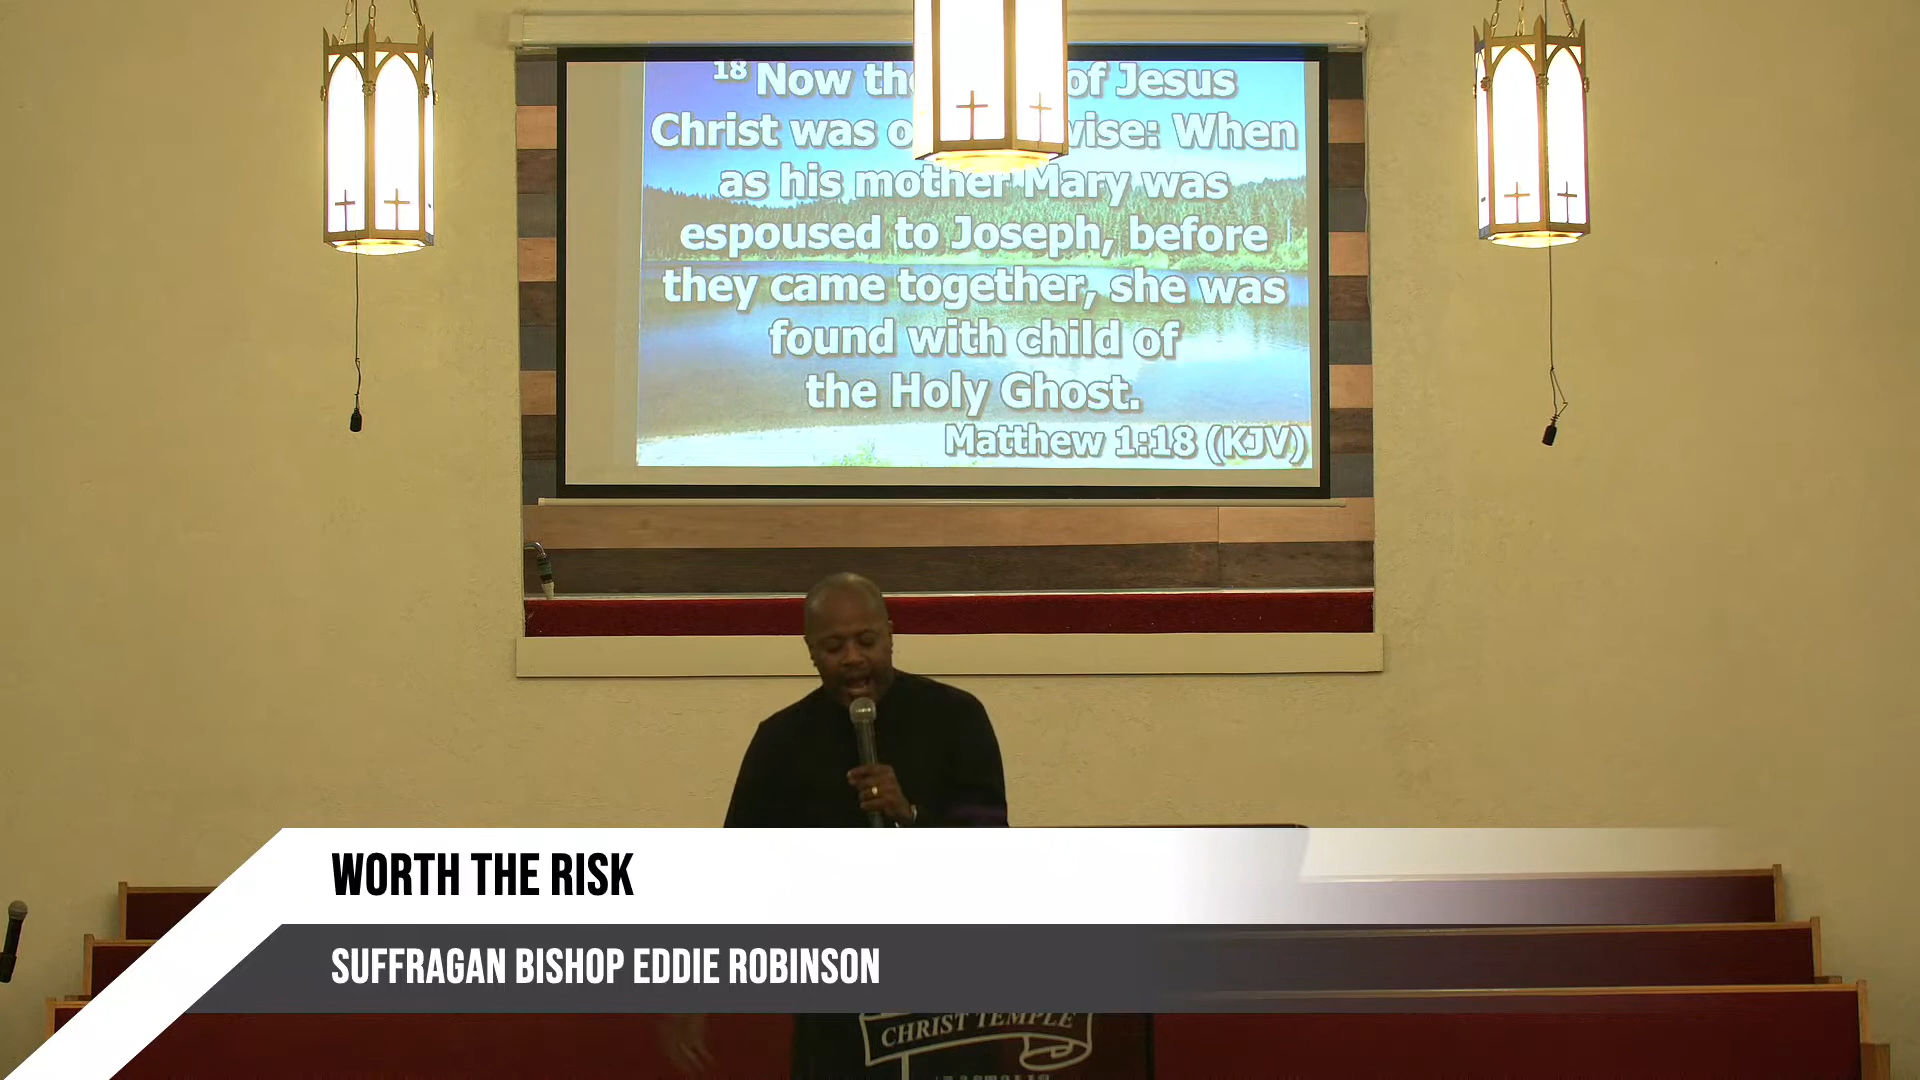 18 Now of Jesus
Christ was When
as his mother Mary was
espoused to Joseph, before
they came together, she was
found with child of
the Holy Ghost.
Matthew 1:18 (KJV)
WORTH THE RISK
SUFFRAGAN BISHOP EDDIE ROBINSON
CHRIST TEMPLE